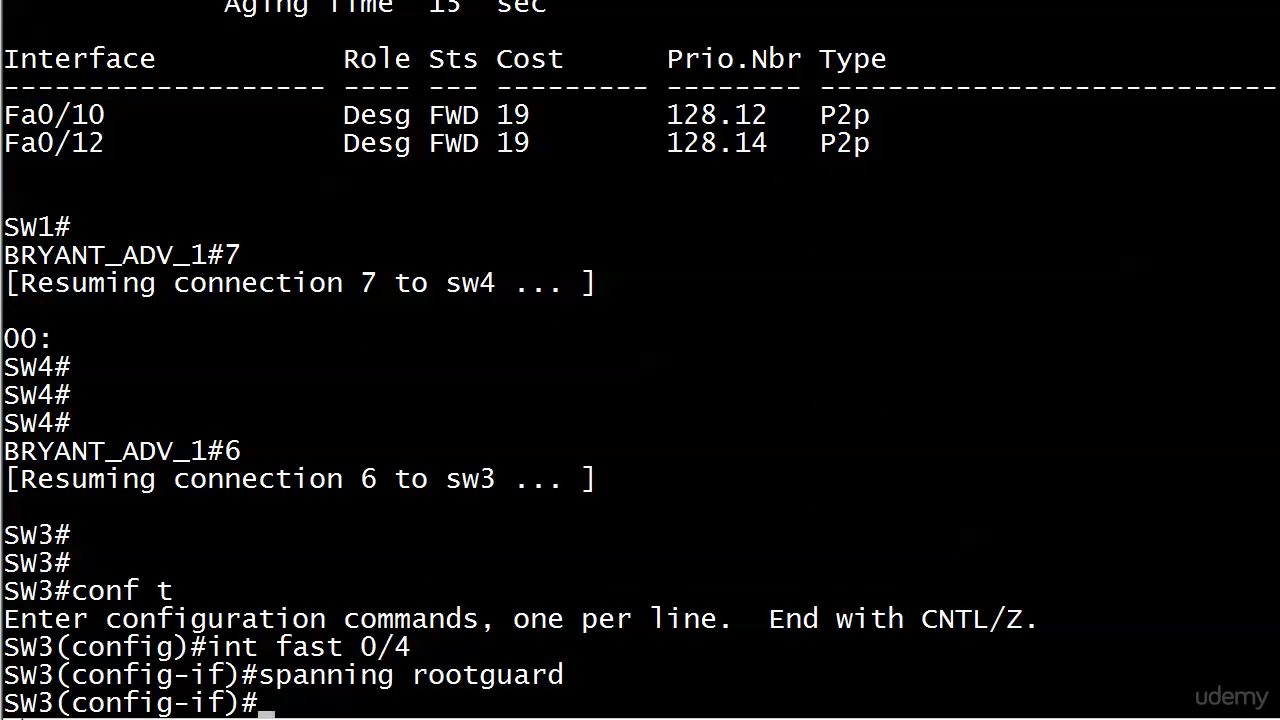 Aging Time  15  sec
Interface           Role Sts Cost      Prio.Nbr Type
------------------- ---- --- --------- -------- ---------------------------
Fa0/10              Desg FWD 19        128.12   P2p
Fa0/12              Desg FWD 19        128.14   P2p
SW1#
BRYANT_ADV_1#7
[Resuming connection 7 to sw4 ... ]
00:
SW4#
SW4#
SW4#
BRYANT_ADV_1#6
[Resuming connection 6 to sw3 ... ]
SW3#
SW3#
SW3#conf t
Enter configuration commands, one per line.  End with CNTL/Z.
SW3(config)#int fast 0/4
SW3(config-if)#spanning rootguard
SW3(config-if)#
udemy